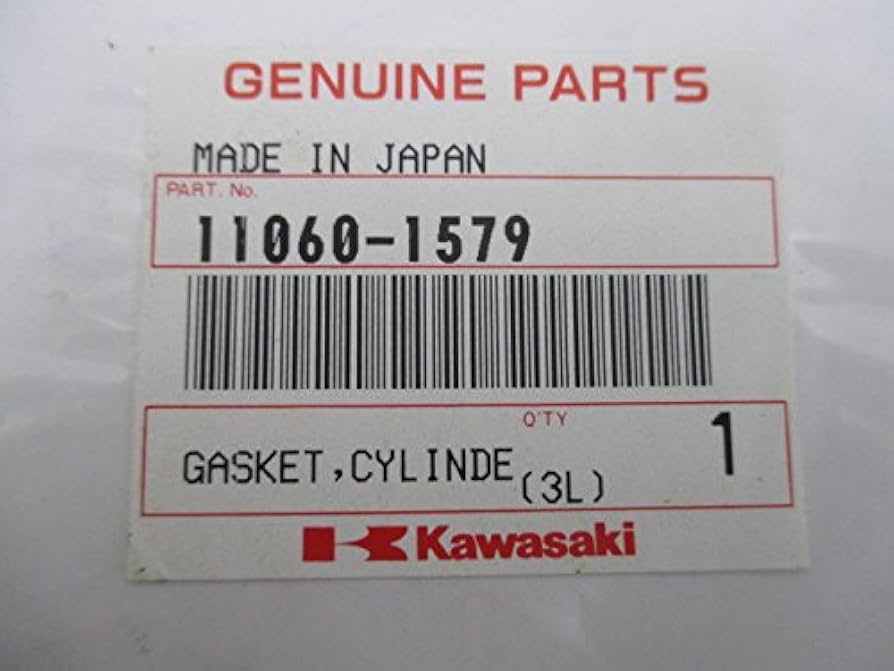 GENUINE PARTS
MADE IN JAPAN
PART. No.
11060-1579
Q'TY
GASKET,CYLINDE (3L) 1
Kawasaki